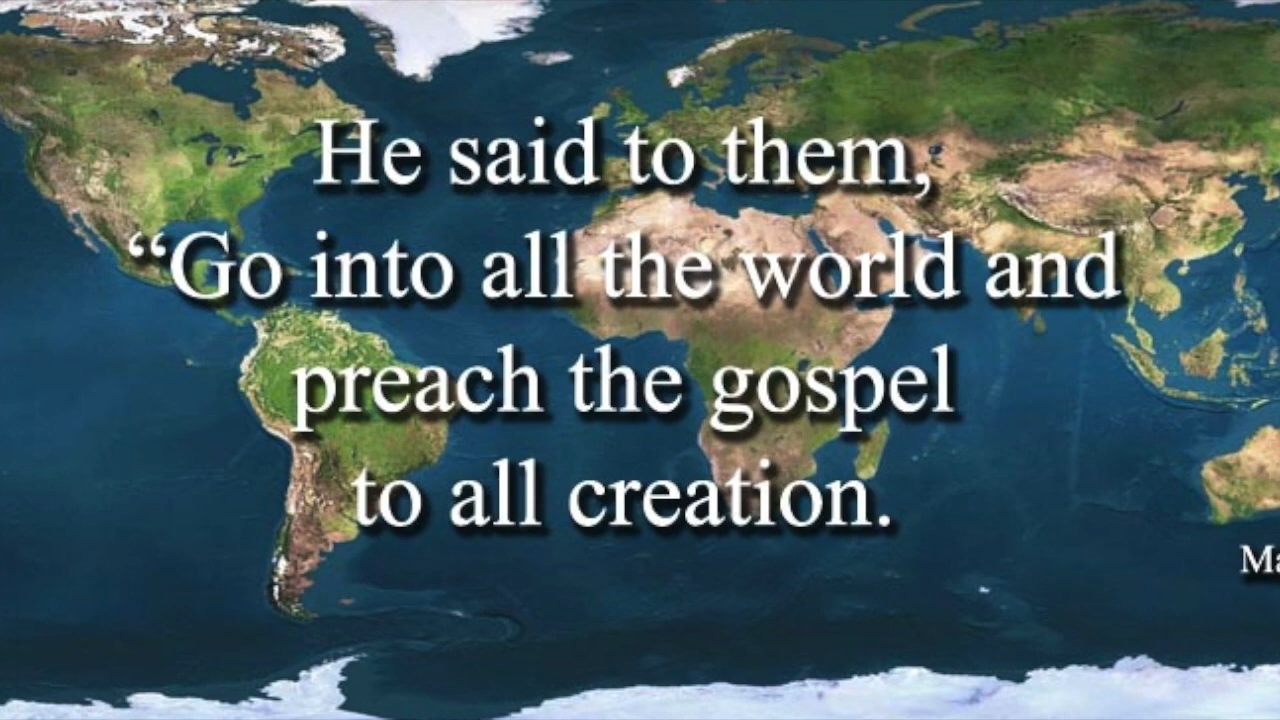 He said to them,
“Go into all the world and
preach the gospel
to all creation.